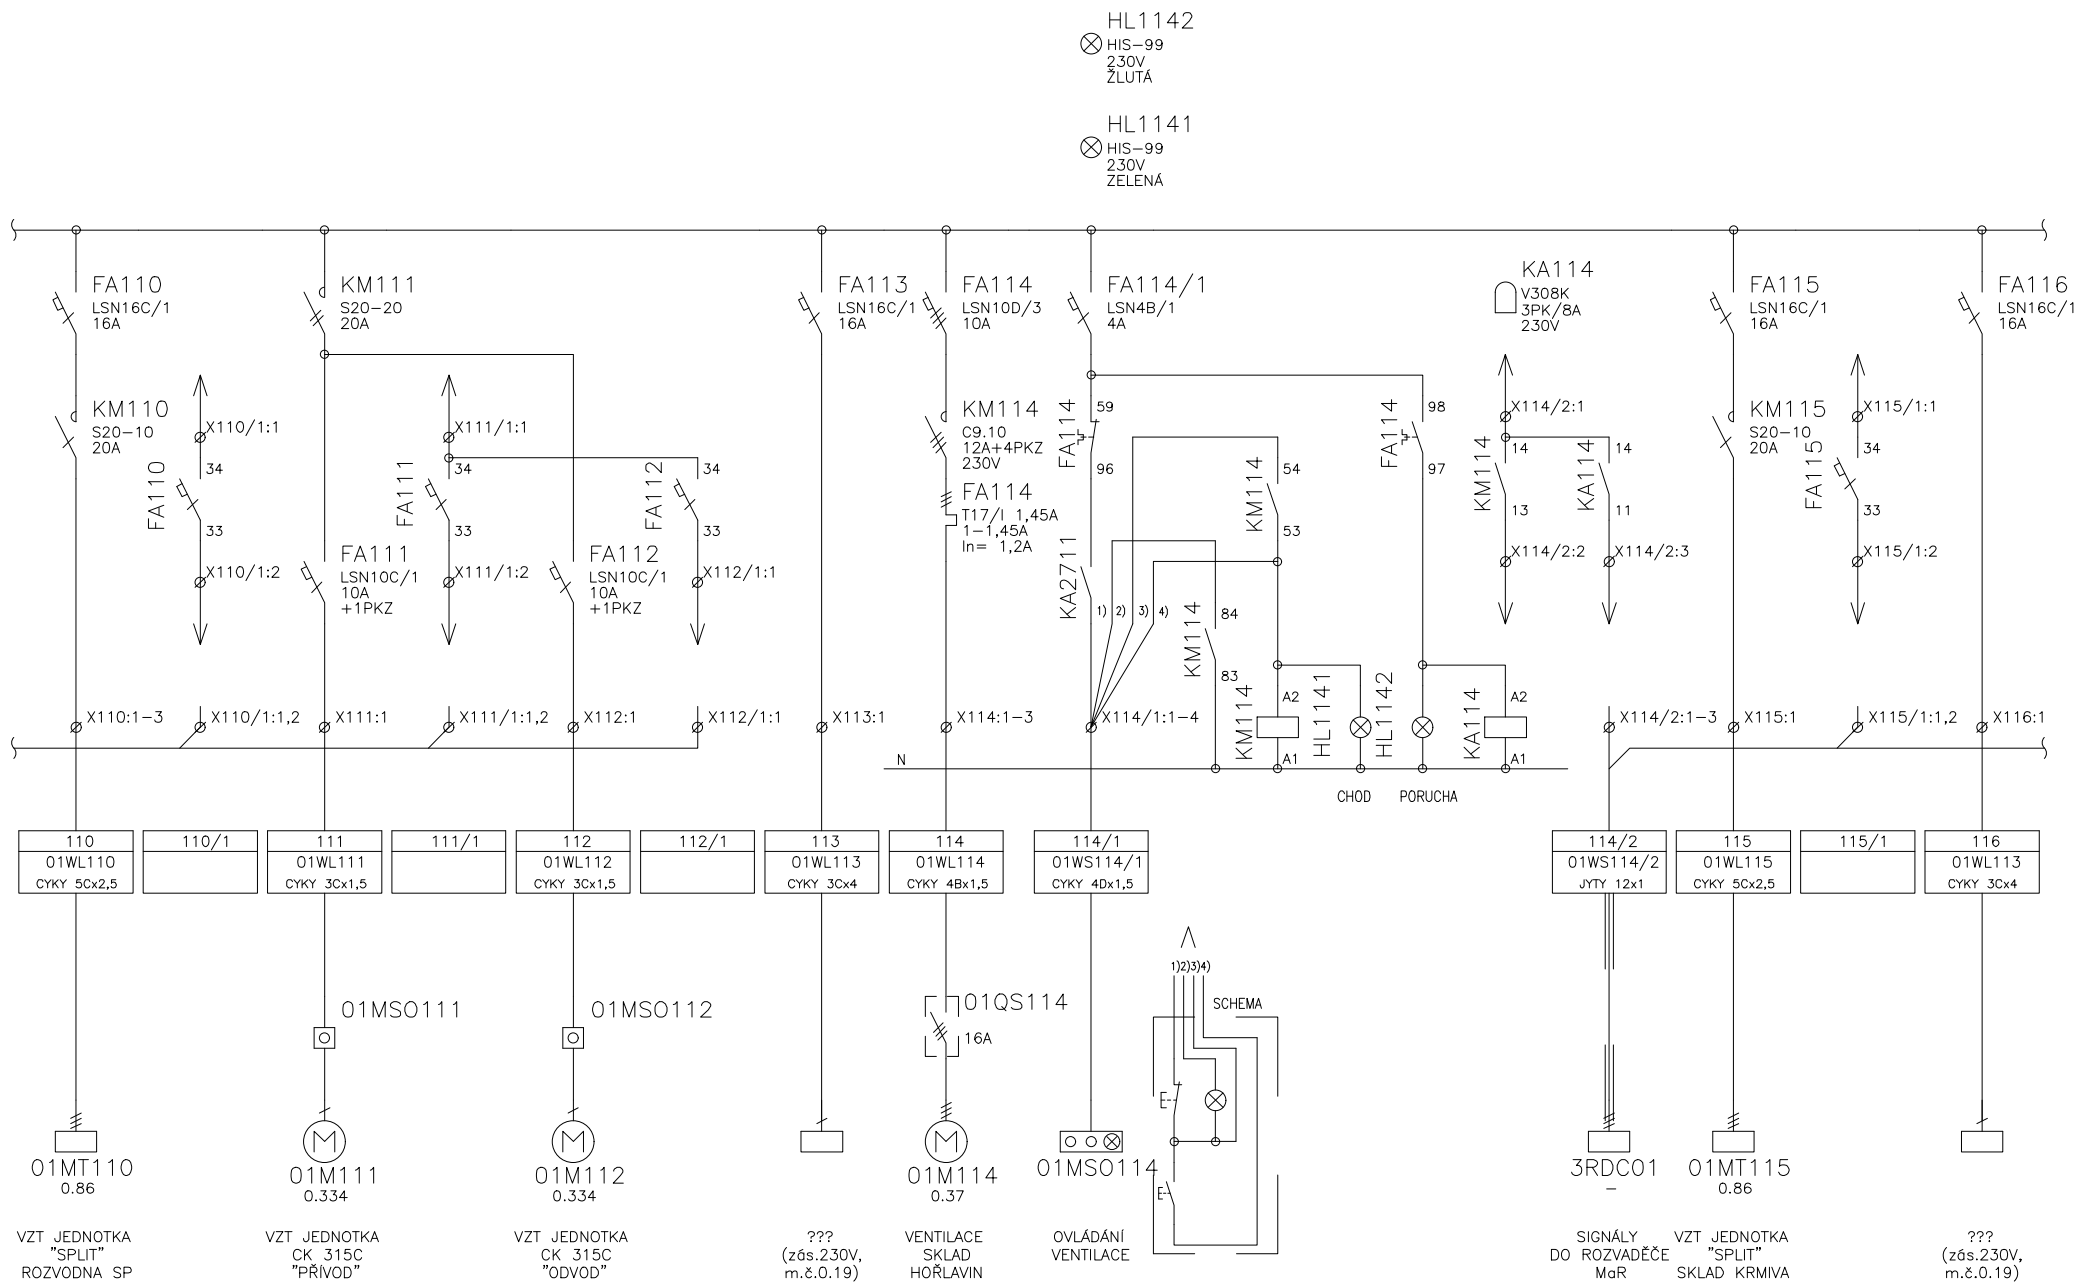 HL1142
HIS-99
230V
ŽLUTÁ
HL1141
HIS-99
230V
ZELENÁ
FA110
LSN16C/1
16A
KM111
S20-20
20A
FA113
LSN16C/1
16A
FA114
LSN10D/3
10A
FA114/1
LSN4B/1
4A
KA114
V308K
3PK/8A
230V
FA115
LSN16C/1
16A
FA116
LSN16C/1
16A
KM110
S20-10
20A
X110/1:1
34
FA110
33
X110/1:2
X111/1:1
34
FA111
33
X111/1:2
34
FA112
33
X112/1:1
FA111
LSN10C/1
10A
+1PKZ
FA112
LSN10C/1
10A
+1PKZ
KM114
C9.10
12A+4PKZ
230V
FA114
T17/I 1,45A
1-1,45A
In= 1,2A
59
FA114
96
KA2711
1)
2)
3)
4)
54
KM114
53
84
KM114
83
98
FA114
97
X114/2:1
14
KM114
13
X114/2:2
14
KA114
11
X114/2:3
KM115
S20-10
20A
X115/1:1
34
FA115
33
X115/1:2
A2
KM114
A1
HL1141
HL1142
KA114
A2
A1
X110:1-3
X110/1:1,2
X111:1
X111/1:1,2
X112:1
X112/1:1
X113:1
X114:1-3
X114/1:1-4
X114/2:1-3
X115:1
X115/1:1,2
X116:1
N
CHOD
PORUCHA
110
01WL110
CYKY 5Cx2,5
110/1
111
01WL111
CYKY 3Cx1,5
111/1
112
01WL112
CYKY 3Cx1,5
112/1
113
01WL113
CYKY 3Cx4
114
01WL114
CYKY 4Bx1,5
114/1
01WS114/1
CYKY 4Dx1,5
114/2
01WS114/2
JYTY 12x1
115
01WL115
CYKY 5Cx2,5
115/1
116
01WL113
CYKY 3Cx4
01MSO111
01MSO112
01QS114
16A
1)2)3)4)
SCHEMA
M
M
M
01MT110
0.86
01M111
0.334
01M112
0.334
01M114
0.37
01MSO114
3RDC01
-
01MT115
0.86
VZT JEDNOTKA
"SPLIT"
ROZVODNA SP
VZT JEDNOTKA
CK 315C
"PŘÍVOD"
VZT JEDNOTKA
CK 315C
"ODVOD"
???
(zás.230V,
m.č.0.19)
VENTILACE
SKLAD
HOŘLAVIN
OVLÁDÁNÍ
VENTILACE
SIGNÁLY
DO ROZVADĚČE
MaR
VZT JEDNOTKA
"SPLIT"
SKLAD KRMIVA
???
(zás.230V,
m.č.0.19)